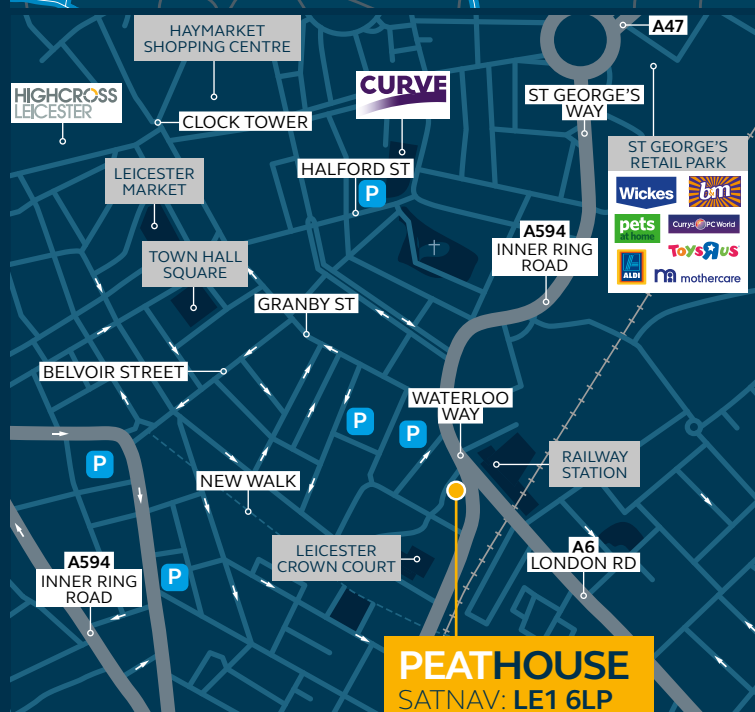 HAYMARKET
SHOPPING CENTRE
A47
HIGHCROSS
LEICESTER
CURVE
ST GEORGE'S
WAY
CLOCK TOWER
ST GEORGE'S
RETAIL PARK
LEICESTER
MARKET
HALFORD ST
P
Wickes
bm
pets
at home
Currys PC World
A594
INNER RING
ROAD
TOYSRUS
TOWN HALL
SQUARE
ALDI
m mothercare
GRANBY ST
BELVOIR STREET
WATERLOO
WAY
P
P
P
RAILWAY
STATION
NEW WALK
LEICESTER
CROWN COURT
A594
INNER RING
ROAD
P
A6
LONDON RD
PEATHOUSE
SATNAV: LE1 6LP